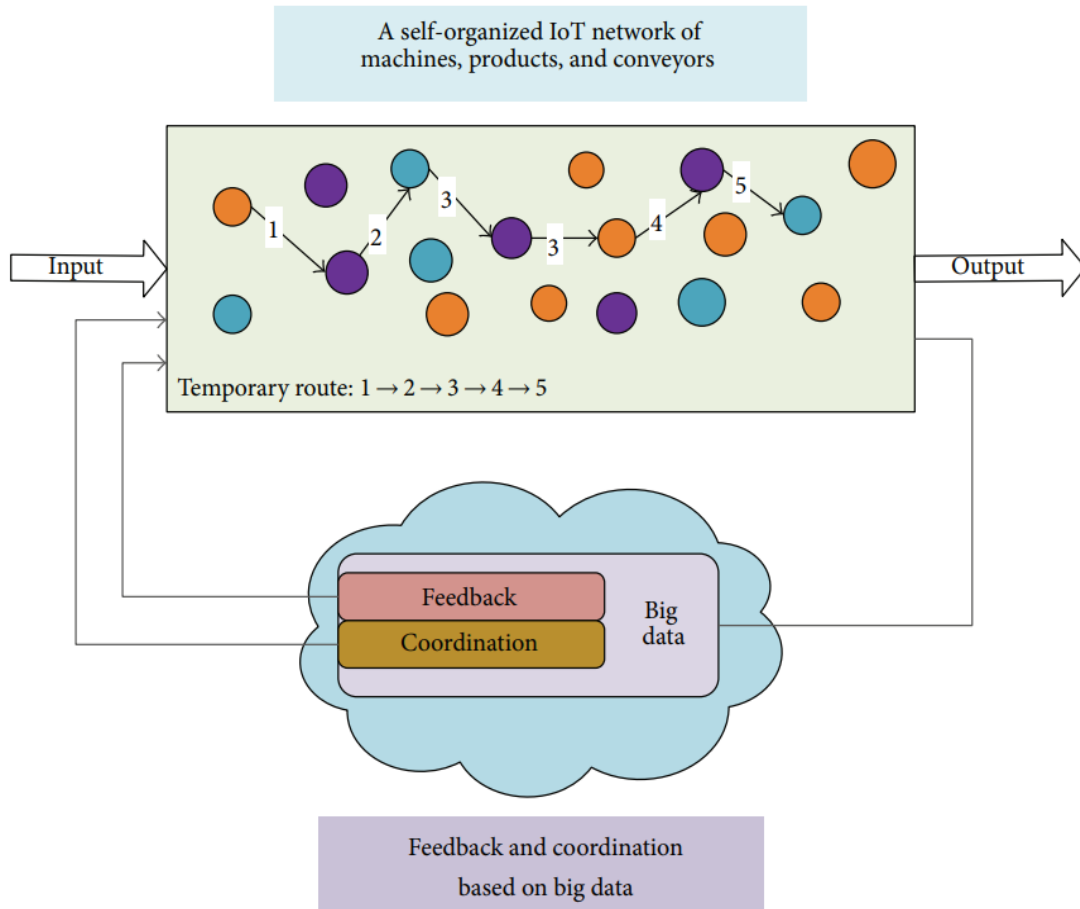 A self-organized IoT network of
machines, products, and conveyors
1
2
3
3
4
5
Input
Output
Temporary route: 1 → 2 → 3 → 4 → 5
Feedback
Coordination
Big
data
Feedback and coordination
based on big data